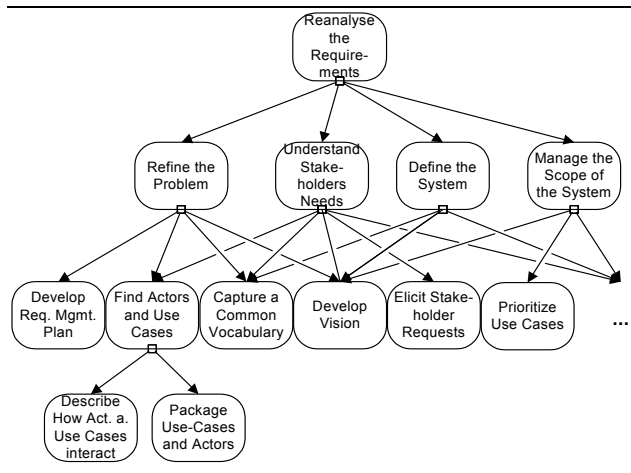 Reanalyse
the
Require-
ments
Refine the
Problem
Understand
Stake-
holders
Needs
Define the
System
Manage the
Scope of
the System
Develop
Req. Mgmt.
Plan
Find Actors
and Use
Cases
Capture a
Common
Vocabulary
Develop
Vision
Elicit Stake-
holder
Requests
Prioritize
Use Cases
...
Describe
How Act. a.
Use Cases
interact
Package
Use-Cases
and Actors